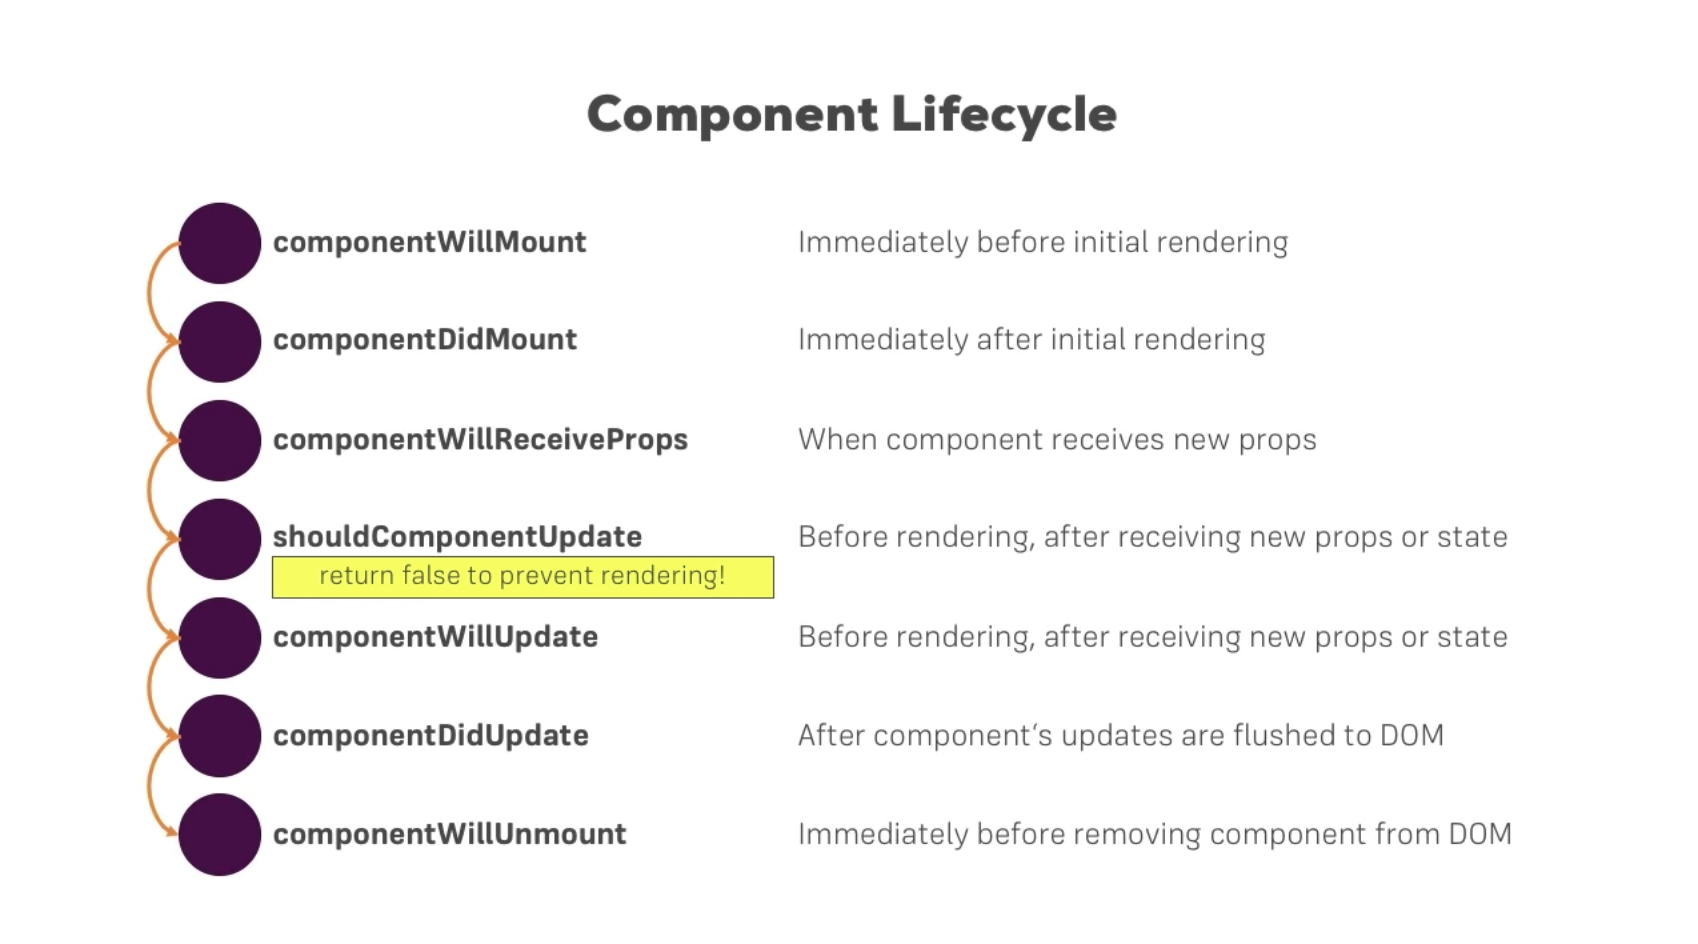 Component Lifecycle
componentWillMount Immediately before initial rendering
componentDidMount Immediately after initial rendering
componentWillReceiveProps When component receives new props
shouldComponentUpdate Before rendering, after receiving new props or state
return false to prevent rendering!
componentWillUpdate Before rendering, after receiving new props or state
componentDidUpdate After component’s updates are flushed to DOM
componentWillUnmount Immediately before removing component from DOM